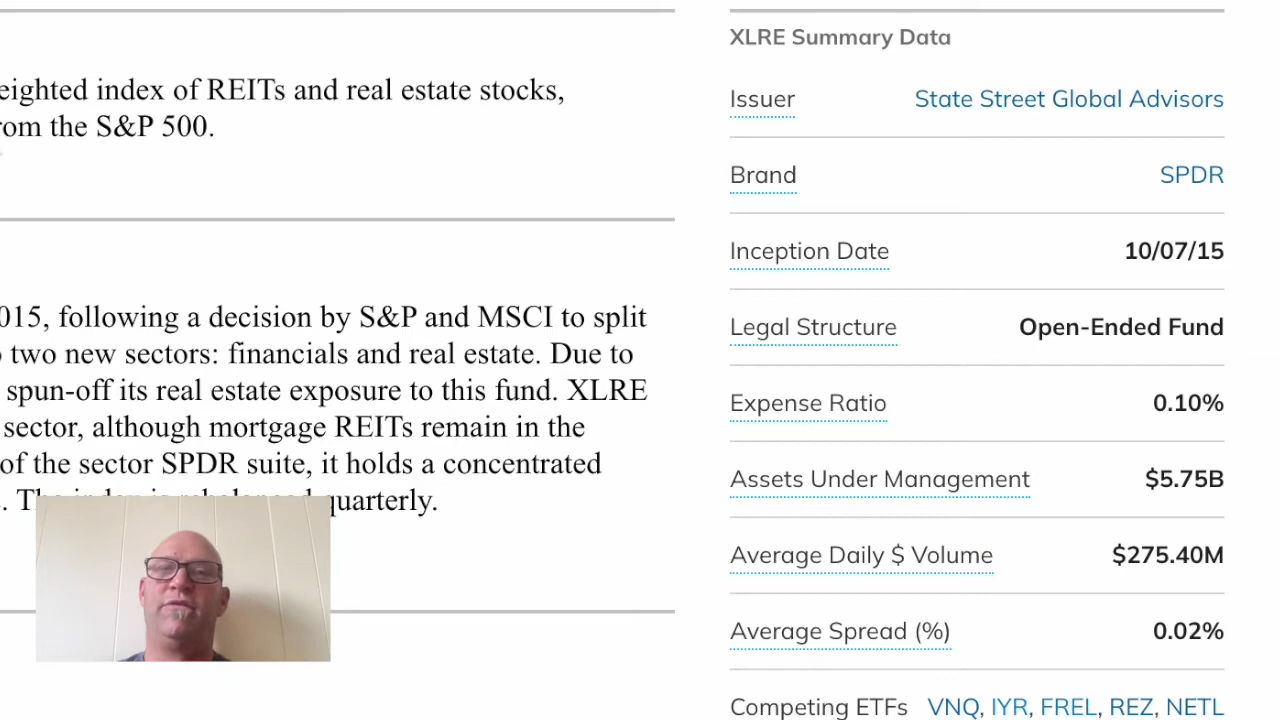 eighted index of REITs and real estate stocks,
rom the S&P 500.
015, following a decision by S&P and MSCI to split
two new sectors: financials and real estate. Due to
spun-off its real estate exposure to this fund. XLRE
sector, although mortgage REITs remain in the
of the sector SPDR suite, it holds a concentrated
. The index is rebalanced quarterly.
XLRE Summary Data
Issuer State Street Global Advisors
Brand SPDR
Inception Date 10/07/15
Legal Structure Open-Ended Fund
Expense Ratio 0.10%
Assets Under Management $5.75B
Average Daily $ Volume $275.40M
Average Spread (%) 0.02%
Competing ETFs VNQ, IYR, FREL, REZ, NETL